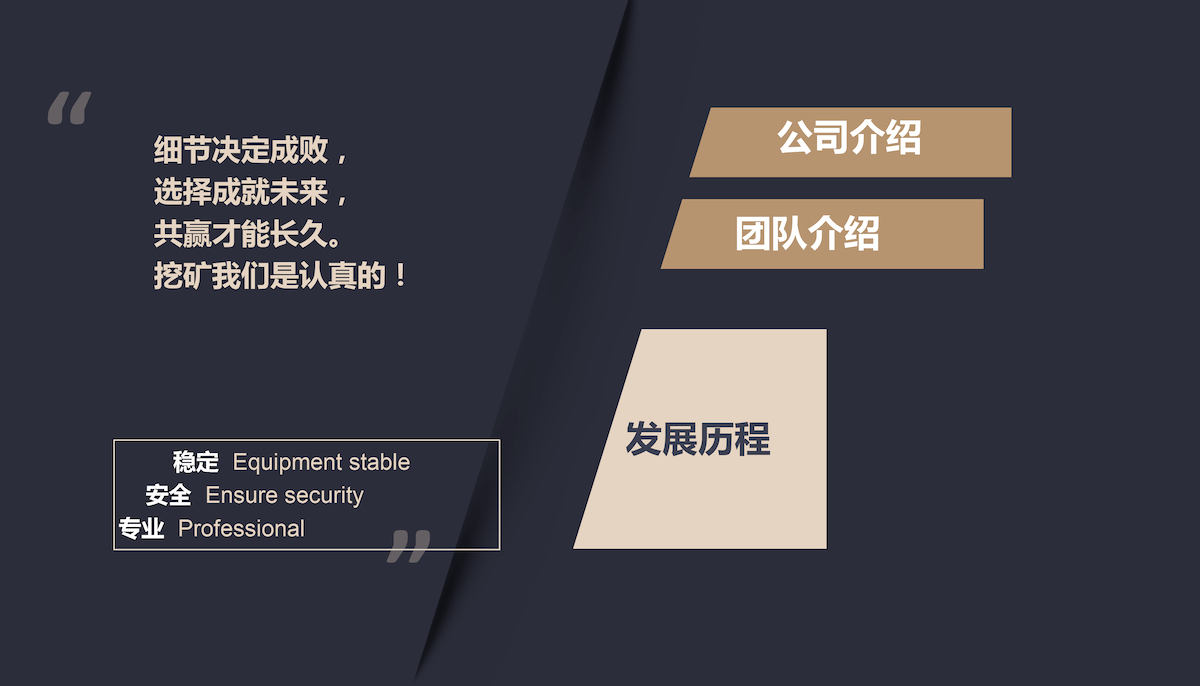 “
细节决定成败，
选择成就未来，
共赢才能长久。
挖矿我们是认真的！
稳定 Equipment stable
安全 Ensure security
专业 Professional
”
公司介绍
团队介绍
发展历程